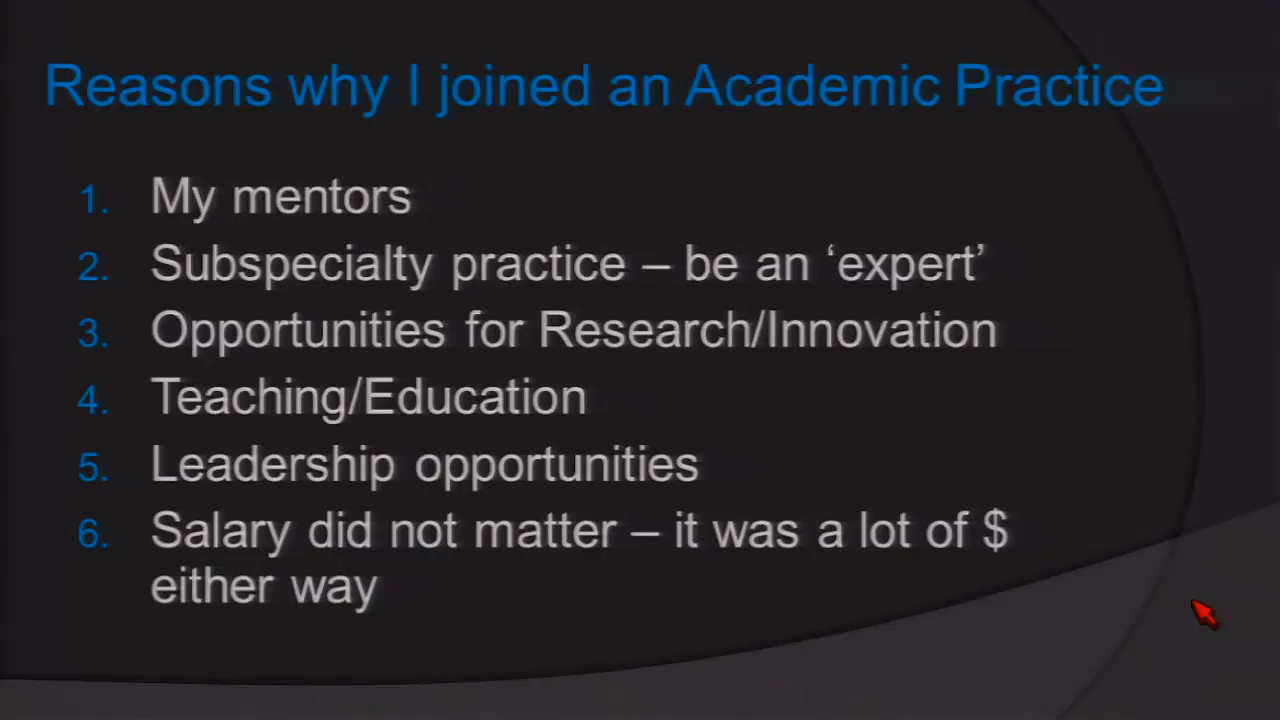 Reasons why I joined an Academic Practice
1. My mentors
2. Subspecialty practice – be an ‘expert’
3. Opportunities for Research/Innovation
4. Teaching/Education
5. Leadership opportunities
6. Salary did not matter – it was a lot of $
either way